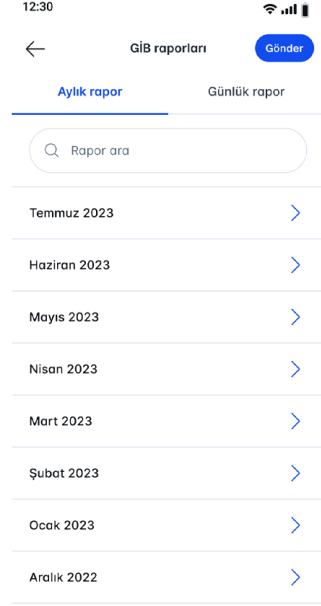 12:30
GİB raporları
Gönder
Aylık rapor
Günlük rapor
Rapor ara
Temmuz 2023
Haziran 2023
Mayıs 2023
Nisan 2023
Mart 2023
Şubat 2023
Ocak 2023
Aralık 2022